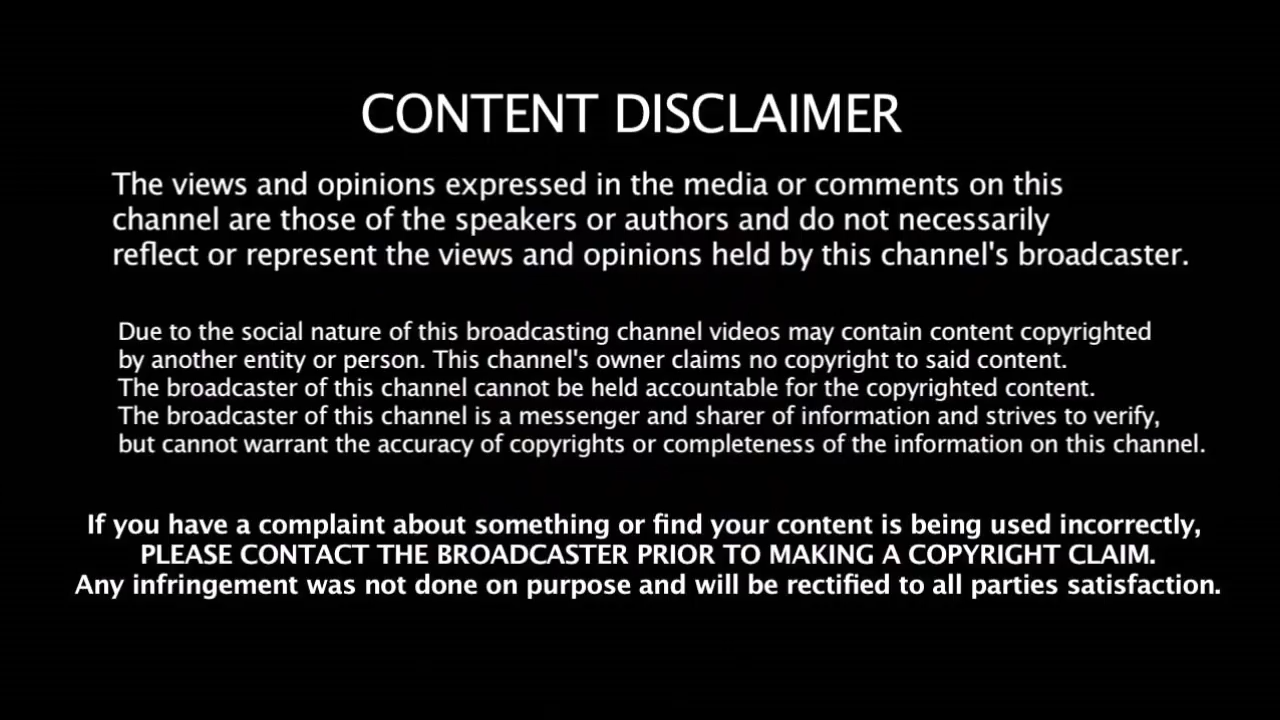 CONTENT DISCLAIMER
The views and opinions expressed in the media or comments on this
channel are those of the speakers or authors and do not necessarily
reflect or represent the views and opinions held by this channel's broadcaster.
Due to the social nature of this broadcasting channel videos may contain content copyrighted
by another entity or person. This channel's owner claims no copyright to said content.
The broadcaster of this channel cannot be held accountable for the copyrighted content.
The broadcaster of this channel is a messenger and sharer of information and strives to verify,
but cannot warrant the accuracy of copyrights or completeness of the information on this channel.
If you have a complaint about something or find your content is being used incorrectly,
PLEASE CONTACT THE BROADCASTER PRIOR TO MAKING A COPYRIGHT CLAIM.
Any infringement was not done on purpose and will be rectified to all parties satisfaction.